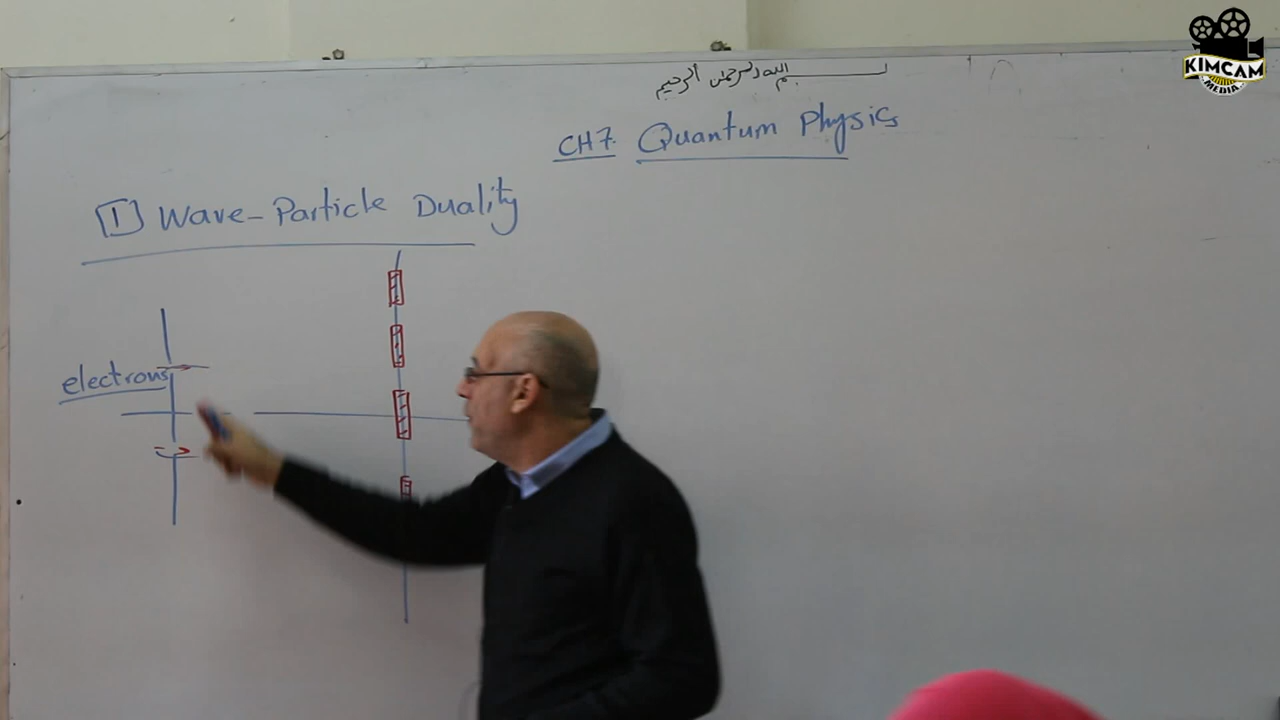 بسم الله الرحمن الرحيم
CH7. Quantum Physics
1 Wave-Particle Duality
electrons
KIMCAM
MEDIA